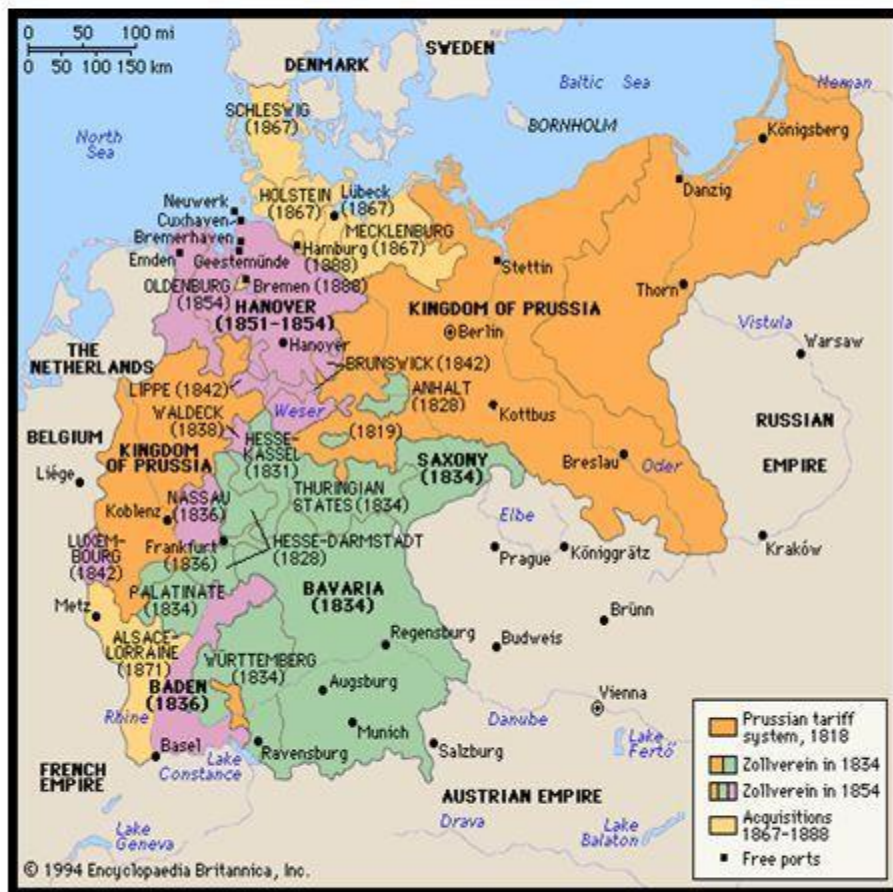 0 50 100 mi
0 50 100 150 km
SWEDEN
DENMARK
Baltic Sea
Neman
SCHLESWIG
(1867)
North
Sea
BORNHOLM
Königsberg
Neuwerk
Cuxhaven
Bremerhaven
Emden
Geestemünde
HOLSTEIN
(1867)
Lübeck
(1867)
MECKLENBURG
(1867)
Hamburg
(1888)
Danzig
Stettin
OLDENBURG
(1854)
Bremen (1888)
HANOVER
(1851-1854)
Hanover
KINGDOM OF PRUSSIA
Berlin
Thorn
Vistula
Warsaw
THE
NETHERLANDS
BRUNSWICK (1842)
LIPPE (1842)
ANHALT
(1828)
WALDECK
(1838)
Weser
Kottbus
(1819)
RUSSIAN
EMPIRE
BELGIUM
KINGDOM
OF PRUSSIA
HESSE-
KASSEL
(1831)
SAXONY
(1834)
Breslau
Oder
Liége
NASSAU
(1836)
THURINGIAN
STATES (1834)
Koblenz
Elbe
LUXEM-
BOURG
(1842)
Frankfurt
(1836)
HESSE-DARMSTADT
(1828)
Prague
Königgrätz
Kraków
PALATINATE
(1834)
BAVARIA
(1834)
Metz
Brünn
ALSACE-
LORRAINE
(1871)
Regensburg
Budweis
WÜRTTEMBERG
(1834)
BADEN
(1836)
Augsburg
Vienna
Rhine
Munich
Danube
Basel
Ravensburg
Salzburg
Lake
Fertő
Lake
Constance
FRENCH
EMPIRE
AUSTRIAN EMPIRE
Drava
Lake
Balaton
Lake
Geneva
Prussian tariff
system, 1818
Zollverein in 1834
Zollverein in 1854
Acquisitions
1867-1888
Free ports
© 1994 Encyclopaedia Britannica, Inc.